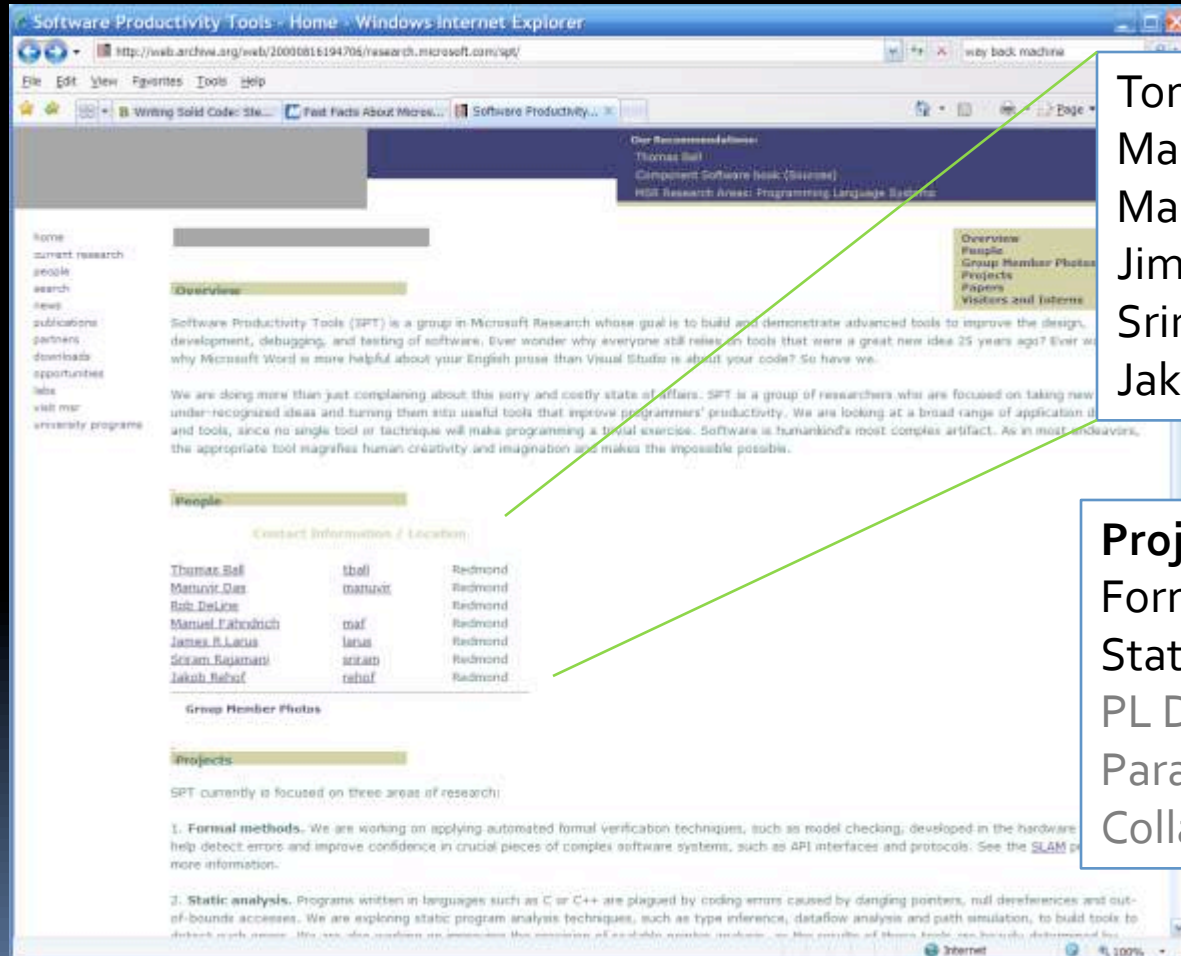 Software Productivity Tools - Home - Windows Internet Explorer
http://web.archive.org/web/20000816194706/research.microsoft.com/spt/
way back machine
File Edit View Favorites Tools Help
Writing Solid Code: Ste...
Fast Facts About Micros...
Software Productivity...
Page
Our Recommendations:
Thomas Ball
Component Software book (Sources)
MSR Research Areas: Programming Language Systems
home
current research
people
search
news
publications
partners
downloads
opportunities
labs
visit msr
university programs
Overview
People
Group Member Photos
Projects
Papers
Visitors and Interns
Overview
Software Productivity Tools (SPT) is a group in Microsoft Research whose goal is to build and demonstrate advanced tools to improve the design,
development, debugging, and testing of software. Ever wonder why everyone still relies on tools that were a great new idea 25 years ago? Ever
why Microsoft Word is more helpful about your English prose than Visual Studio is about your code? So have we.
We are doing more than just complaining about this sorry and costly state of affairs. SPT is a group of researchers who are focused on taking new
under-recognized ideas and turning them into useful tools that improve programmers' productivity. We are looking at a broad range of application
and tools, since no single tool or technique will make programming a trivial exercise. Software is humankind's most complex artifact. As in most endeavors,
the appropriate tool magnifies human creativity and imagination and makes the impossible possible.
People
Contact Information / Location
Thomas Ball tball Redmond
Manuvir Das manuvir Redmond
Rob DeLine Redmond
Manuel Fahndrich maf Redmond
James R.Larus larus Redmond
Sriram Rajamani sriram Redmond
Jakob Rehof rehof Redmond
Group Member Photos
Projects
SPT currently is focused on three areas of research:
1. Formal methods. We are working on applying automated formal verification techniques, such as model checking, developed in the hardware
help detect errors and improve confidence in crucial pieces of complex software systems, such as API interfaces and protocols. See the SLAM
more information.
2. Static analysis. Programs written in languages such as C or C++ are plagued by coding errors caused by dangling pointers, null dereferences and out-
of-bounds accesses. We are exploring static program analysis techniques, such as type inference, dataflow analysis and path simulation, to build tools to
Internet
100%
Ma
Ma
Jim
Srir
Jak
Proj
Forr
Stat
PL D
Para
Colla